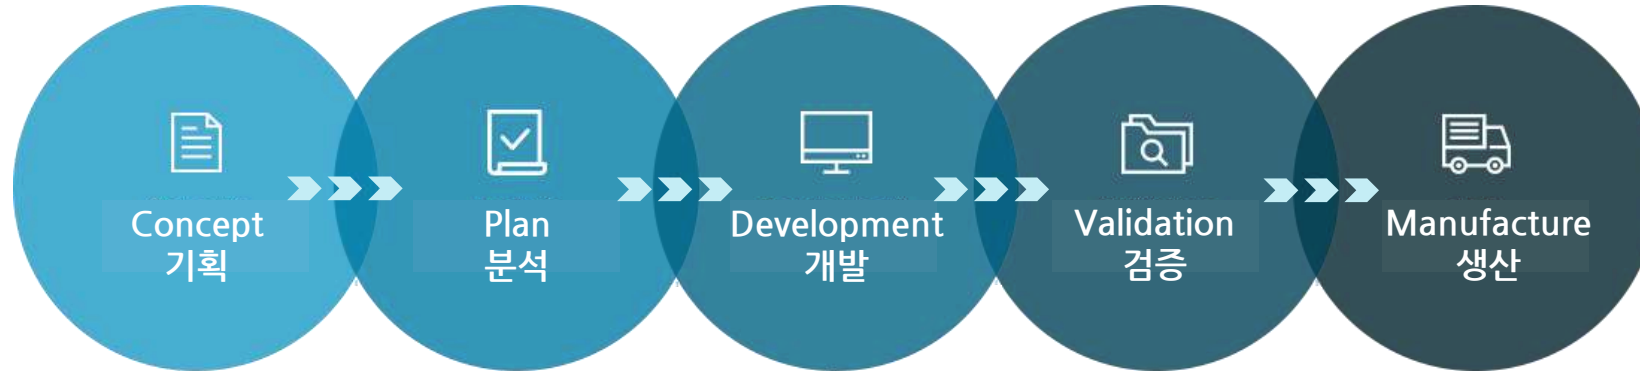 Concept
기획
Plan
분석
Development
개발
Validation
검증
Manufacture
생산